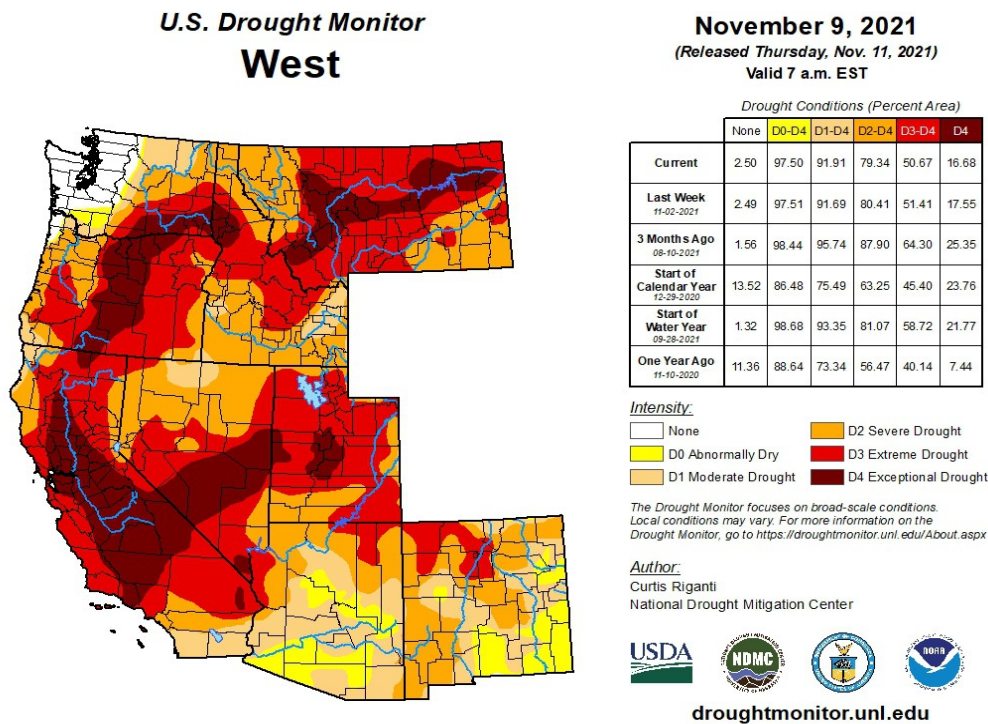 U.S. Drought Monitor
West
November 9, 2021
(Released Thursday, Nov. 11, 2021)
Valid 7 a.m. EST
Drought Conditions (Percent Area)
None D0-D4 D1-D4 D2-D4 D3-D4 D4
Current 2.50 97.50 91.91 79.34 50.67 16.68
Last Week
11-02-2021 2.49 97.51 91.69 80.41 51.41 17.55
3 Months Ago
08-10-2021 1.56 98.44 95.74 87.90 64.30 25.35
Start of
Calendar Year
12-29-2020 13.52 86.48 75.49 63.25 45.40 23.76
Start of
Water Year
09-28-2021 1.32 98.68 93.35 81.07 58.72 21.77
One Year Ago
11-10-2020 11.36 88.64 73.34 56.47 40.14 7.44
Intensity:
None
D0 Abnormally Dry
D1 Moderate Drought
D2 Severe Drought
D3 Extreme Drought
D4 Exceptional Drought
The Drought Monitor focuses on broad-scale conditions.
Local conditions may vary. For more information on the
Drought Monitor, go to https://droughtmonitor.unl.edu/About.aspx
Author:
Curtis Riganti
National Drought Mitigation Center
USDA
NDMC
NOAA
droughtmonitor.unl.edu